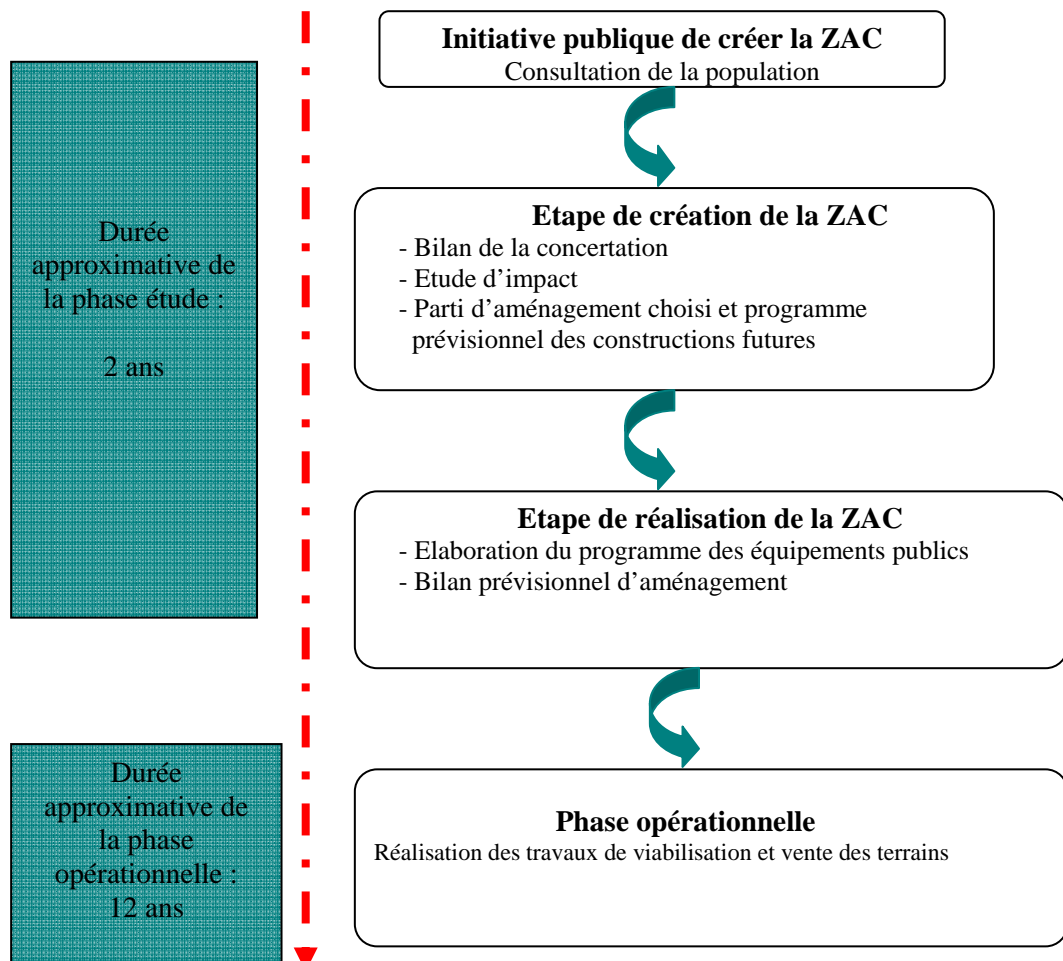 Initiative publique de créer la ZAC
Consultation de la population
Durée
approximative de
la phase étude :
2 ans
Etape de création de la ZAC
- Bilan de la concertation
- Etude d’impact
- Parti d’aménagement choisi et programme
prévisionnel des constructions futures
Etape de réalisation de la ZAC
- Elaboration du programme des équipements publics
- Bilan prévisionnel d’aménagement
Durée
approximative de
la phase
opérationnelle :
12 ans
Phase opérationnelle
Réalisation des travaux de viabilisation et vente des terrains